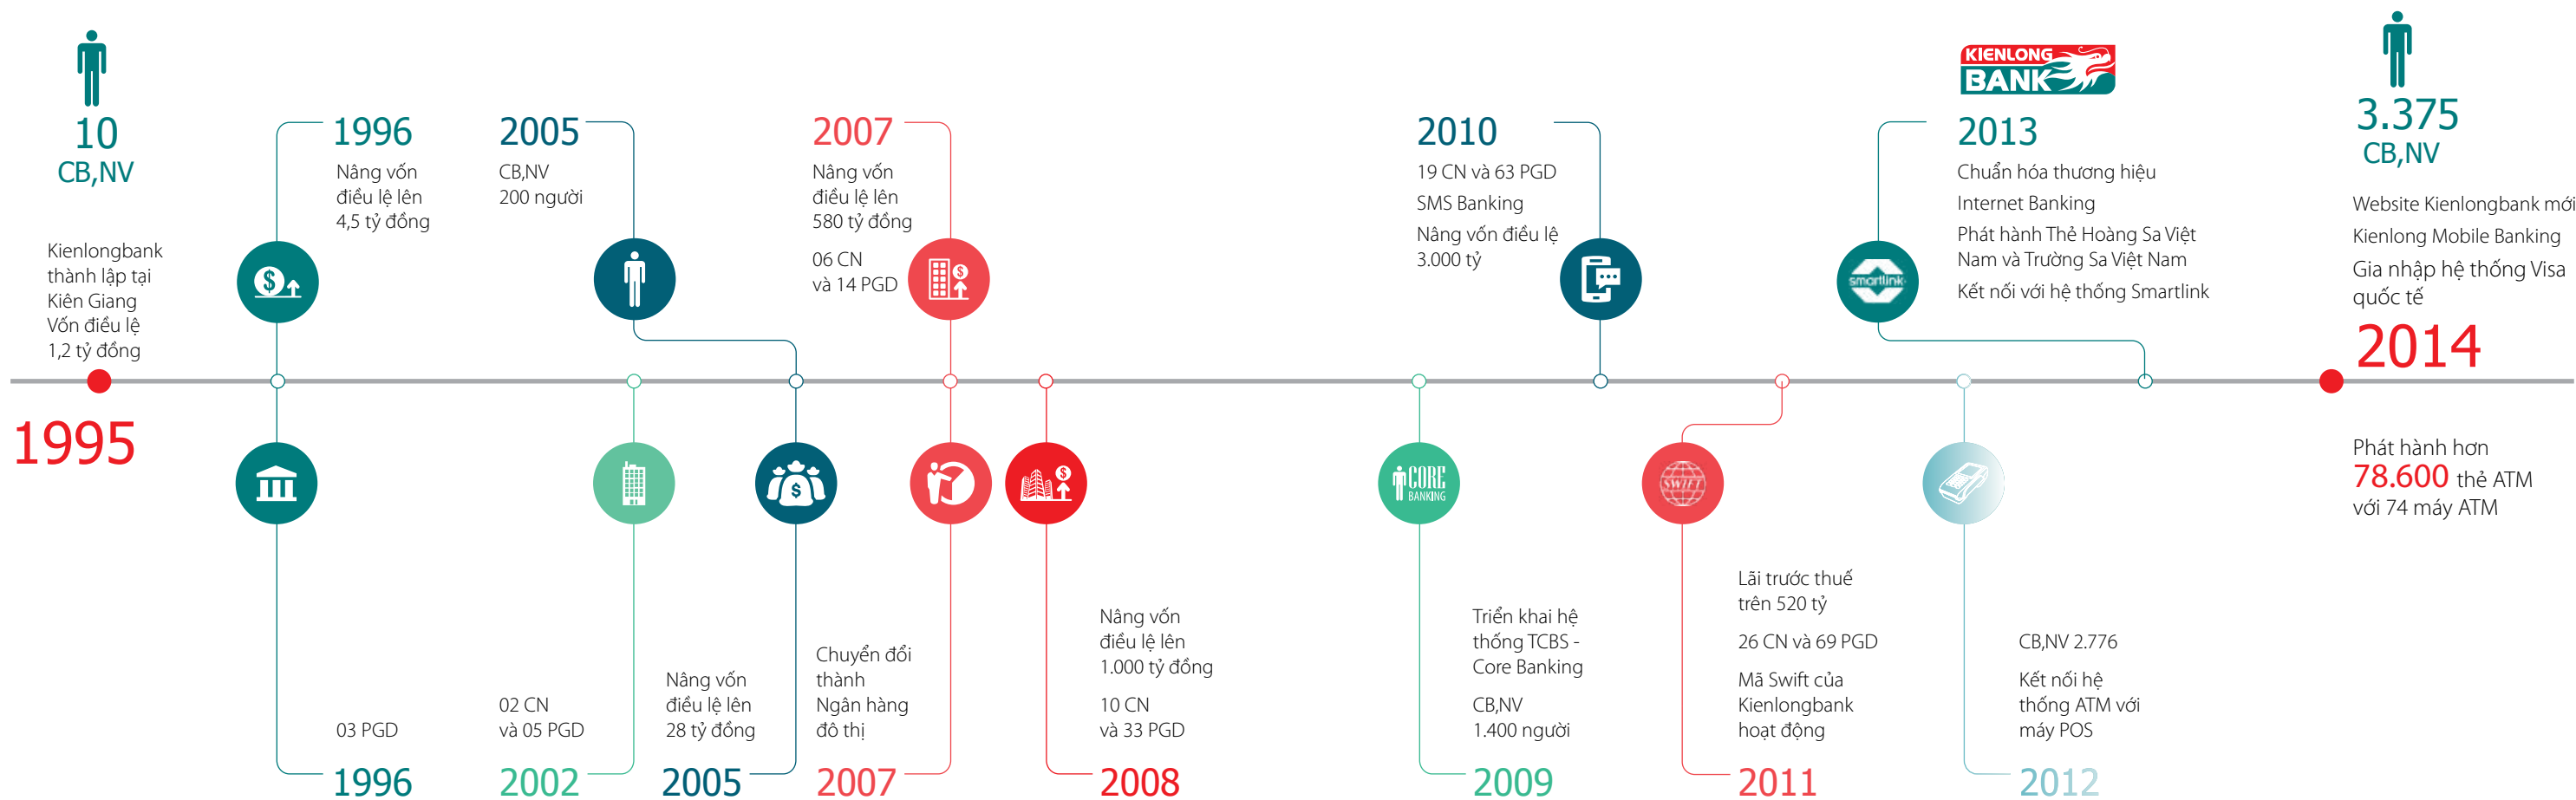 10
CB,NV
Kienlongbank
thành lập tại
Kiên Giang
Vốn điều lệ
1,2 tỷ đồng
1995
1996
Nâng vốn
điều lệ lên
4,5 tỷ đồng
03 PGD
1996
02 CN
và 05 PGD
2002
2005
CB,NV
200 người
Nâng vốn
điều lệ lên
28 tỷ đồng
2005
2007
Nâng vốn
điều lệ lên
580 tỷ đồng
06 CN
và 14 PGD
Chuyển đổi
thành
Ngân hàng
đô thị
2007
Nâng vốn
điều lệ lên
1.000 tỷ đồng
10 CN
và 33 PGD
2008
CORE
BANKING
Triển khai hệ
thống TCBS -
Core Banking
CB,NV
1.400 người
2009
2010
19 CN và 63 PGD
SMS Banking
Nâng vốn điều lệ
3.000 tỷ
SWIFT
Lãi trước thuế
trên 520 tỷ
26 CN và 69 PGD
Mã Swift của
Kienlongbank
hoạt động
2011
CB,NV 2.776
Kết nối hệ
thống ATM với
máy POS
2012
KIENLONG
BANK
2013
Chuẩn hóa thương hiệu
Internet Banking
Phát hành Thẻ Hoàng Sa Việt
Nam và Trường Sa Việt Nam
Kết nối với hệ thống Smartlink
smartlink
3.375
CB,NV
Website Kienlongbank mới
Kienlong Mobile Banking
Gia nhập hệ thống Visa
quốc tế
2014
Phát hành hơn
78.600 thẻ ATM
với 74 máy ATM